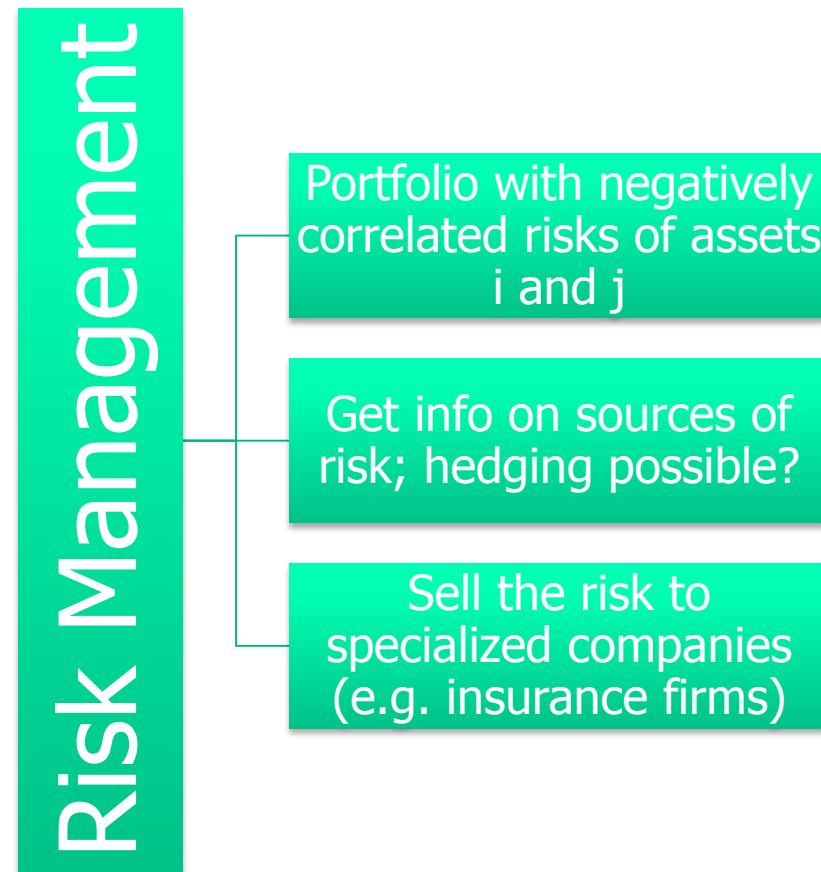 Risk Management
Portfolio with negatively
correlated risks of assets
i and j
Get info on sources of
risk; hedging possible?
Sell the risk to
specialized companies
(e.g. insurance firms)